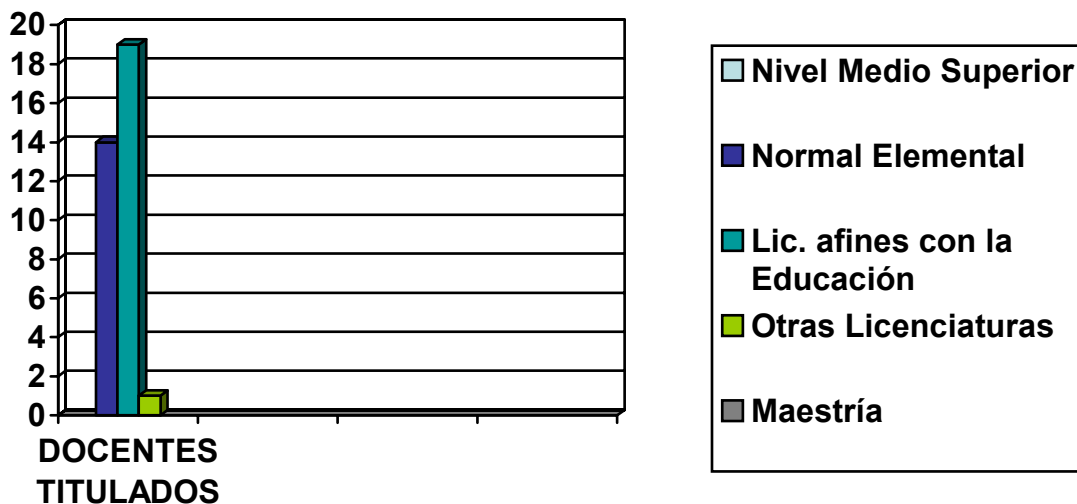 20
18
16
14
12
10
8
6
4
2
0
DOCENTES
TITULADOS
Nivel Medio Superior
Normal Elemental
Lic. afines con la
Educación
Otras Licenciaturas
Maestría